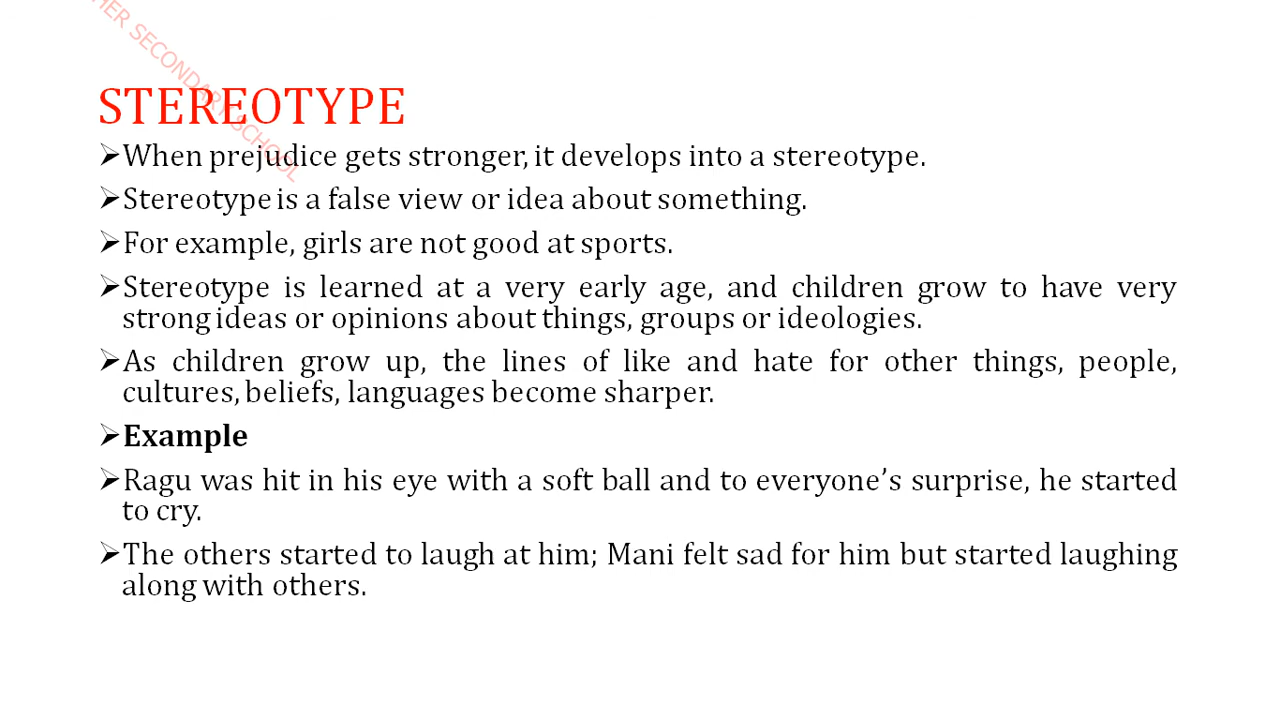 HER SECONDARY SCHOOL
STEREOTYPE
➢When prejudice gets stronger, it develops into a stereotype.
➢Stereotype is a false view or idea about something.
➢For example, girls are not good at sports.
➢Stereotype is learned at a very early age, and children grow to have very
strong ideas or opinions about things, groups or ideologies.
➢As children grow up, the lines of like and hate for other things, people,
cultures, beliefs, languages become sharper.
➢Example
➢Ragu was hit in his eye with a soft ball and to everyone’s surprise, he started
to cry.
➢The others started to laugh at him; Mani felt sad for him but started laughing
along with others.